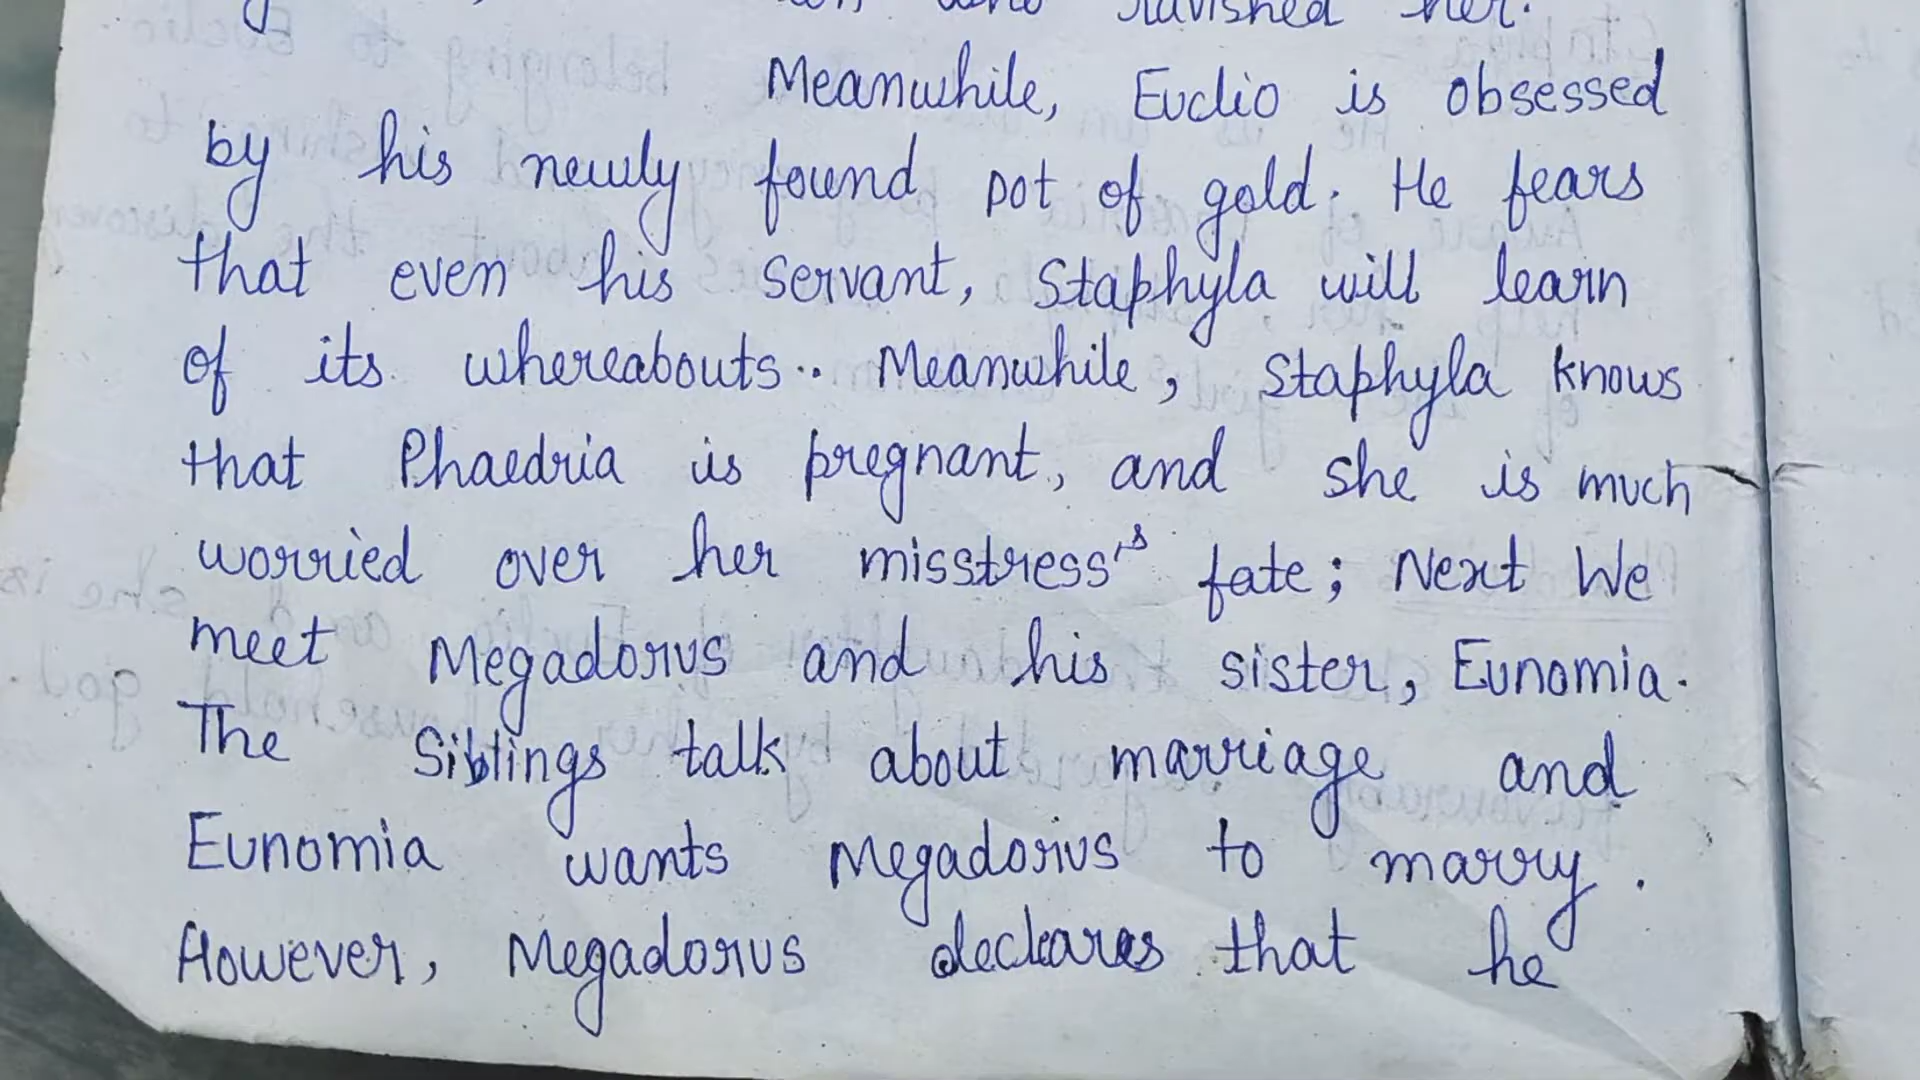 ravished her.
Meanwhile, Euclio is obsessed
by his newly found pot of gold. He fears
that even his servant, Staphyla will learn
of its whereabouts.. Meanwhile, Staphyla knows
that Phaedria is pregnant, and she is much
worried over her misstress's fate; Next We
meet Megadorus and his sister, Eunomia.
The Siblings talk about marriage and
Eunomia wants Megadorus to marry.
However, Megadorus declares that he